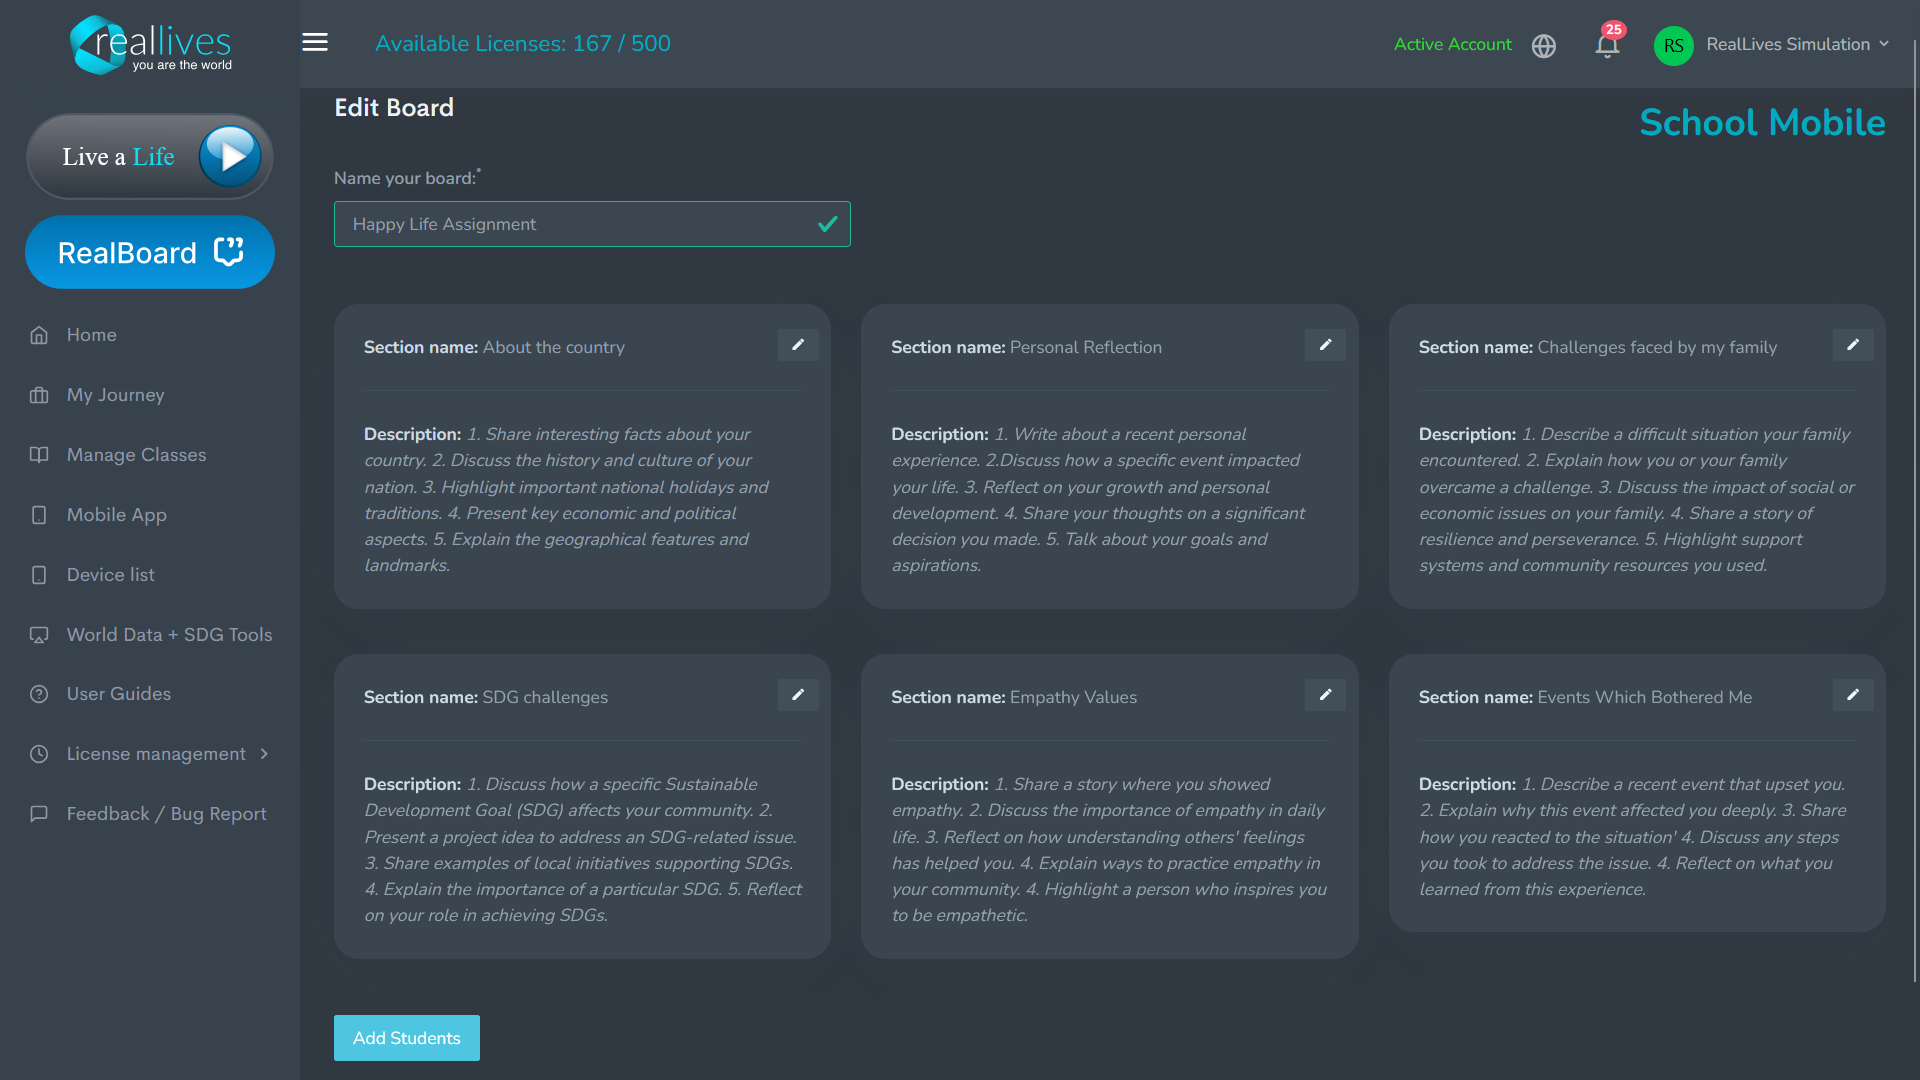 reallives
you are the world
Available Licenses: 167 / 500
Active Account
25
RS
RealLives Simulation
Live a Life
RealBoard
Home
My Journey
Manage Classes
Mobile App
Device list
World Data + SDG Tools
User Guides
License management
Feedback / Bug Report
Edit Board
School Mobile
Name your board:*
Happy Life Assignment
Section name: About the country
Description: 1. Share interesting facts about your
country. 2. Discuss the history and culture of your
nation. 3. Highlight important national holidays and
traditions. 4. Present key economic and political
aspects. 5. Explain the geographical features and
landmarks.
Section name: Personal Reflection
Description: 1. Write about a recent personal
experience. 2.Discuss how a specific event impacted
your life. 3. Reflect on your growth and personal
development. 4. Share your thoughts on a significant
decision you made. 5. Talk about your goals and
aspirations.
Section name: Challenges faced by my family
Description: 1. Describe a difficult situation your family
encountered. 2. Explain how you or your family
overcame a challenge. 3. Discuss the impact of social or
economic issues on your family. 4. Share a story of
resilience and perseverance. 5. Highlight support
systems and community resources you used.
Section name: SDG challenges
Description: 1. Discuss how a specific Sustainable
Development Goal (SDG) affects your community. 2.
Present a project idea to address an SDG-related issue.
3. Share examples of local initiatives supporting SDGs.
4. Explain the importance of a particular SDG. 5. Reflect
on your role in achieving SDGs.
Section name: Empathy Values
Description: 1. Share a story where you showed
empathy. 2. Discuss the importance of empathy in daily
life. 3. Reflect on how understanding others' feelings
has helped you. 4. Explain ways to practice empathy in
your community. 4. Highlight a person who inspires you
to be empathetic.
Section name: Events Which Bothered Me
Description: 1. Describe a recent event that upset you.
2. Explain why this event affected you deeply. 3. Share
how you reacted to the situation' 4. Discuss any steps
you took to address the issue. 4. Reflect on what you
learned from this experience.
Add Students